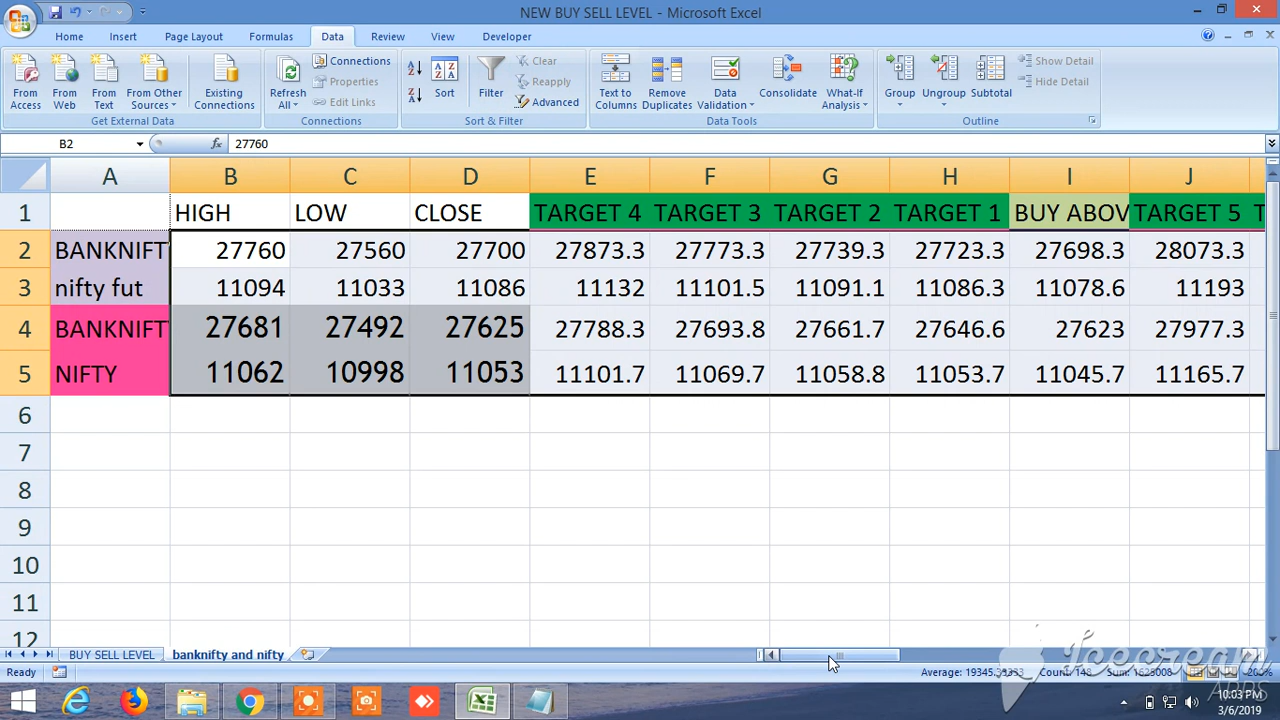 NEW BUY SELL LEVEL - Microsoft Excel
Home Insert Page Layout Formulas Data Review View Developer
From Access
From Web
From Text
From Other Sources
Existing Connections
Get External Data
Refresh All
Connections
Properties
Edit Links
Connections
Sort
Filter
Clear
Reapply
Advanced
Sort & Filter
Text to Columns
Remove Duplicates
Data Validation
Consolidate
What-If Analysis
Data Tools
Group
Ungroup
Subtotal
Show Detail
Hide Detail
Outline
B2 fx 27760
A B C D E F G H I J
1 HIGH LOW CLOSE TARGET 4 TARGET 3 TARGET 2 TARGET 1 BUY ABOV TARGET 5 T
2 BANKNIFT 27760 27560 27700 27873.3 27773.3 27739.3 27723.3 27698.3 28073.3
3 nifty fut 11094 11033 11086 11132 11101.5 11091.1 11086.3 11078.6 11193
4 BANKNIFT 27681 27492 27625 27788.3 27693.8 27661.7 27646.6 27623 27977.3
5 NIFTY 11062 10998 11053 11101.7 11069.7 11058.8 11053.7 11045.7 11165.7
6
7
8
9
10
11
12
BUY SELL LEVEL banknifty and nifty
Ready Average: 19345.33333 Count: 148
Icecream
APPS
10:03 PM
3/6/2019